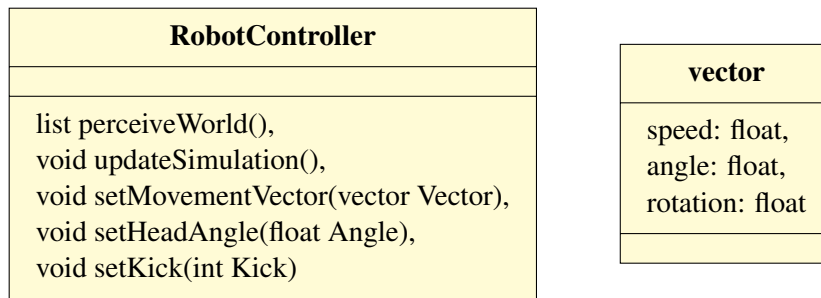 RobotController
list perceiveWorld(),
void updateSimulation(),
void setMovementVector(vector Vector),
void setHeadAngle(float Angle),
void setKick(int Kick)
vector
speed: float,
angle: float,
rotation: float